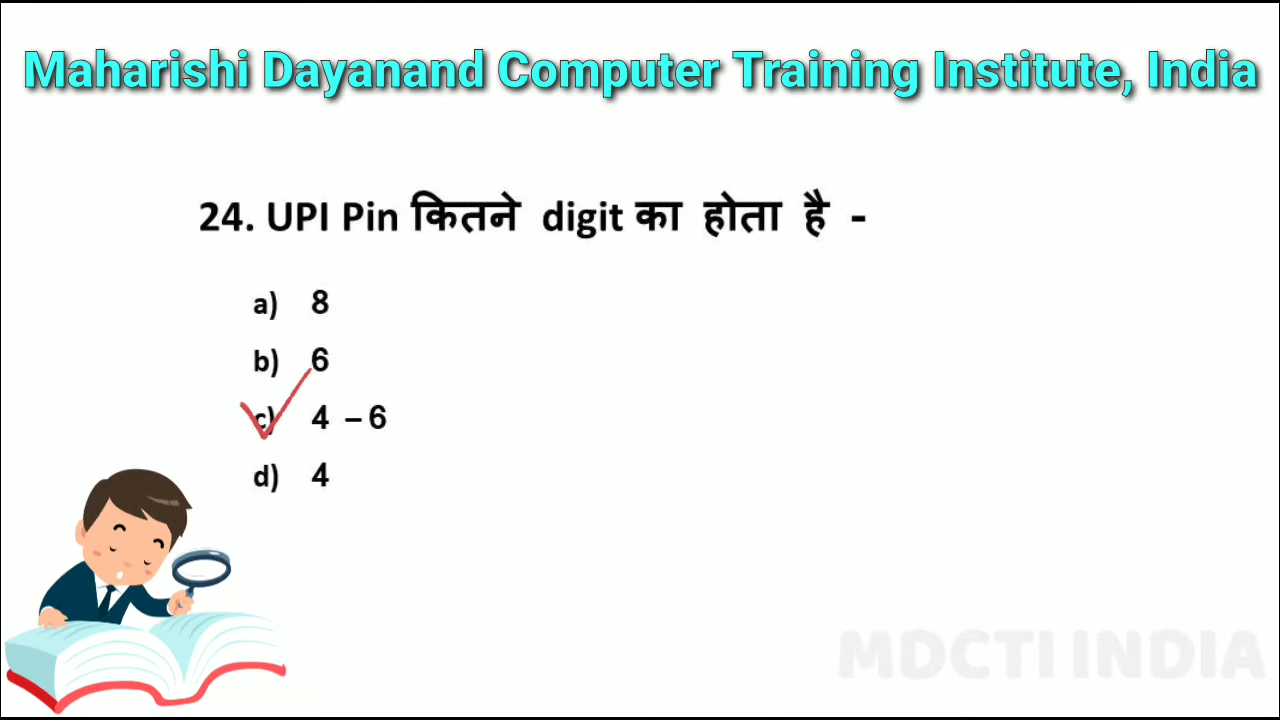 Maharishi Dayanand Computer Training Institute, India
24. UPI Pin कितने digit का होता है -
a) 8
b) 6
c) 4 – 6
d) 4
MDCTI INDIA